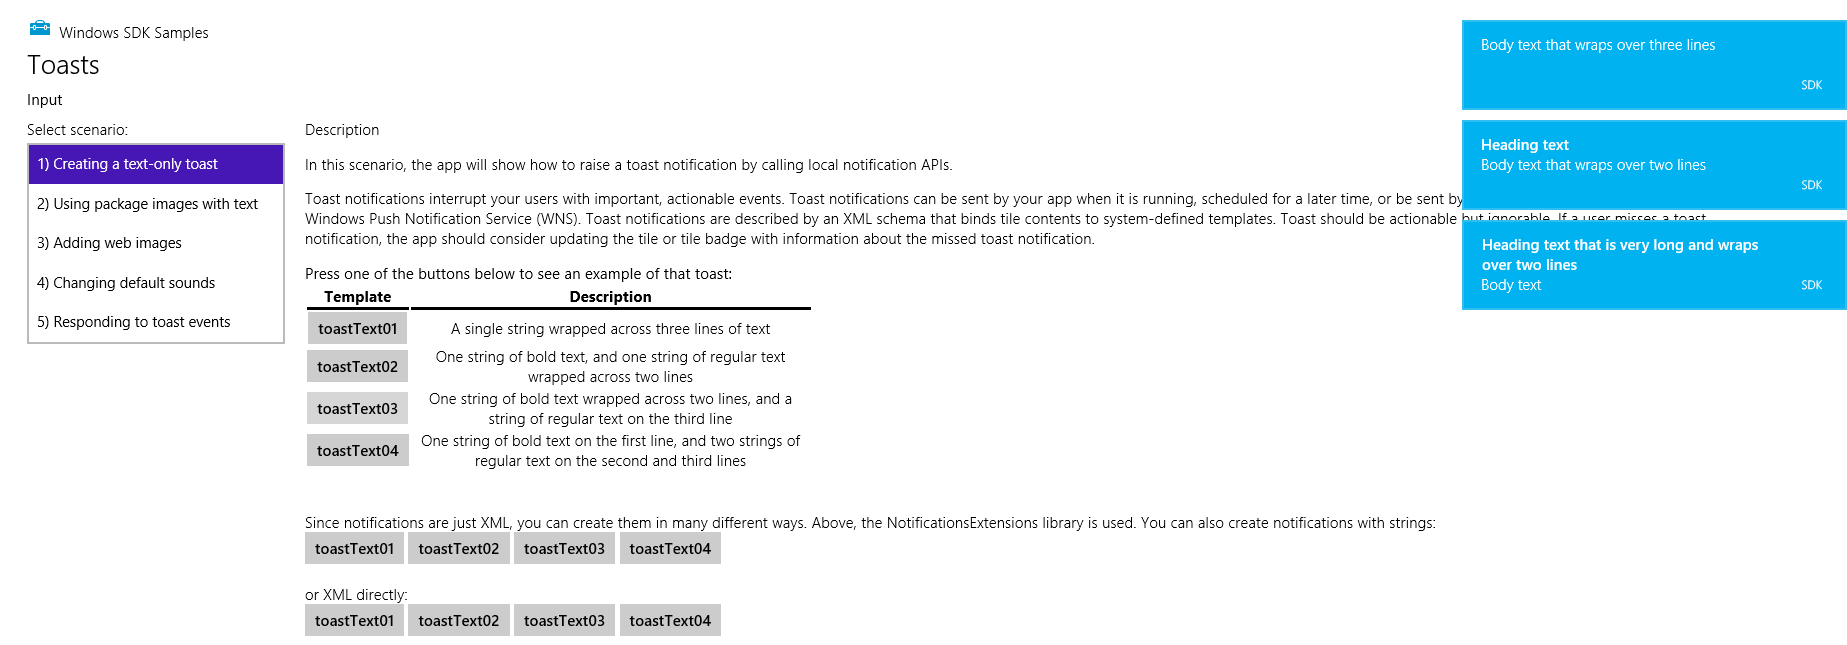 Windows SDK Samples
Toasts
Input
Select scenario:
1) Creating a text-only toast
2) Using package images with text
3) Adding web images
4) Changing default sounds
5) Responding to toast events
Description
In this scenario, the app will show how to raise a toast notification by calling local notification APIs.
Toast notifications interrupt your users with important, actionable events. Toast notifications can be sent by your app when it is running, scheduled for a later time, or be sent by
Windows Push Notification Service (WNS). Toast notifications are described by an XML schema that binds tile contents to system-defined templates. Toast should be actionable but ignorable. If a user misses a toast
notification, the app should consider updating the tile or tile badge with information about the missed toast notification.
Press one of the buttons below to see an example of that toast:
Template Description
toastText01 A single string wrapped across three lines of text
toastText02 One string of bold text, and one string of regular text
wrapped across two lines
toastText03 One string of bold text wrapped across two lines, and a
string of regular text on the third line
toastText04 One string of bold text on the first line, and two strings of
regular text on the second and third lines
Since notifications are just XML, you can create them in many different ways. Above, the NotificationsExtensions library is used. You can also create notifications with strings:
toastText01 toastText02 toastText03 toastText04
or XML directly:
toastText01 toastText02 toastText03 toastText04
Body text that wraps over three lines
SDK
Heading text
Body text that wraps over two lines
SDK
Heading text that is very long and wraps
over two lines
Body text
SDK